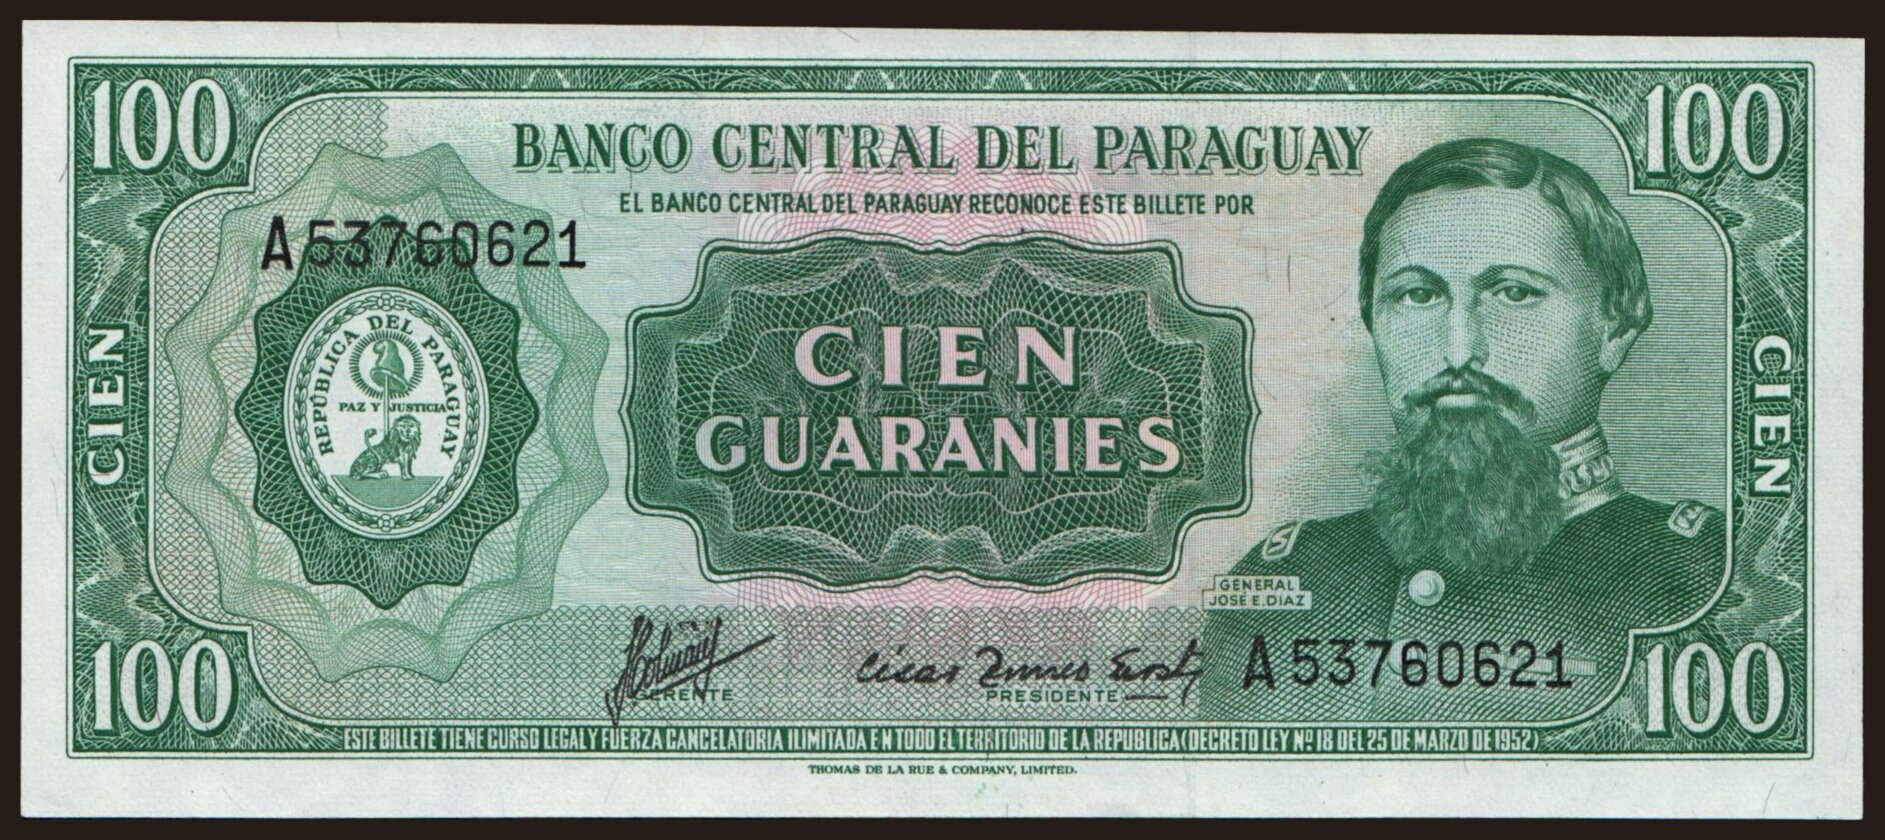 100
100
BANCO CENTRAL DEL PARAGUAY
EL BANCO CENTRAL DEL PARAGUAY RECONOCE ESTE BILLETE POR
A53760621
CIEN
REPÚBLICA DEL PARAGUAY
PAZ Y JUSTICIA
CIEN
GUARANIES
CIEN
GENERAL
JOSÉ E. DIAZ
A53760621
GERENTE
PRESIDENTE
100
100
ESTE BILLETE TIENE CURSO LEGAL Y FUERZA CANCELATORIA ILIMITADA EN TODO EL TERRITORIO DE LA REPUBLICA (DECRETO LEY Nº 18 DEL 25 DE MARZO DE 1952)
THOMAS DE LA RUE & COMPANY, LIMITED.